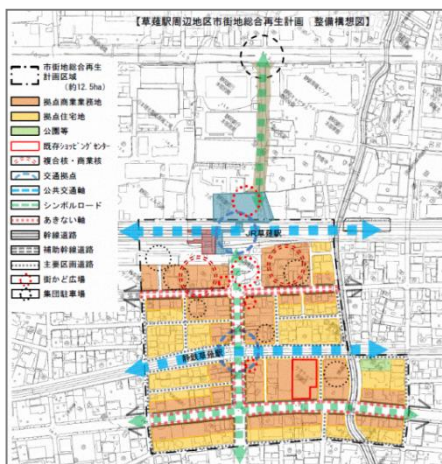 【草薙駅周辺地区市街地総合再生計画 整備構想図】
市街地総合再生
計画区域
(約12.5ha)
拠点商業業務地
拠点住宅地
公園等
既存ショッピングセンター
複合核・商業核
交通拠点
公共交通軸
シンボルロード
あきない軸
幹線道路
補助幹線道路
主要区画道路
街かど広場
集団駐車場
JR草薙駅
静鉄草薙駅